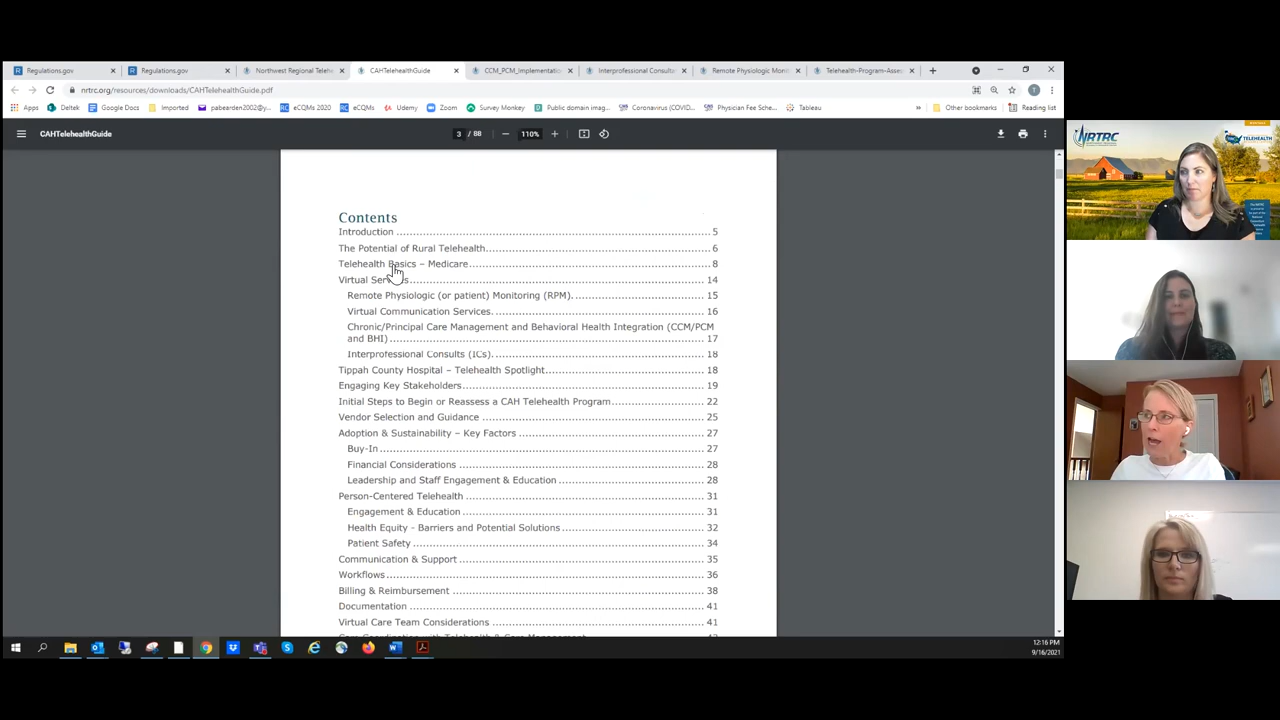 Regulations.gov
Regulations.gov
Northwest Regional Telehe
CAHTelehealthGuide
CCM_PCM_Implementatio
Interprofessional Consulta
Remote Physiologic Monit
Telehealth-Program-Asses
nrtrc.org/resources/downloads/CAHTelehealthGuide.pdf
T
Apps
Deltek
Google Docs
Imported
pabearden2002@y...
eCQMs 2020
eCQMs
Udemy
Zoom
Survey Monkey
Public domain imag...
Coronavirus (COVID...
Physician Fee Sche...
Tableau
»
Other bookmarks
Reading list
CAHTelehealthGuide
3 / 88
110%
Contents
Introduction 5
The Potential of Rural Telehealth 6
Telehealth Basics – Medicare 8
Virtual Services 14
Remote Physiologic (or patient) Monitoring (RPM) 15
Virtual Communication Services 16
Chronic/Principal Care Management and Behavioral Health Integration (CCM/PCM
and BHI) 17
Interprofessional Consults (ICs) 18
Tippah County Hospital – Telehealth Spotlight 18
Engaging Key Stakeholders 19
Initial Steps to Begin or Reassess a CAH Telehealth Program 22
Vendor Selection and Guidance 25
Adoption & Sustainability – Key Factors 27
Buy-In 27
Financial Considerations 28
Leadership and Staff Engagement & Education 28
Person-Centered Telehealth 31
Engagement & Education 31
Health Equity - Barriers and Potential Solutions 32
Patient Safety 34
Communication & Support 35
Workflows 36
Billing & Reimbursement 38
Documentation 41
Virtual Care Team Considerations 41
12:16 PM
9/16/2021
NRTRC
TELEHEALTH